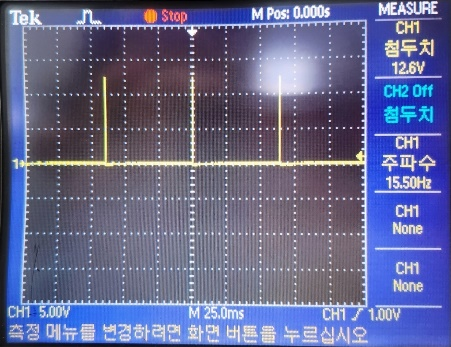 Tek Stop M Pos: 0.000s MEASURE
CH1
첨두치
12.6V
CH2 Off
첨두치
CH1
주파수
15.50Hz
CH1
None
CH1
None
1
CH1 5.00V M 25.0ms CH1 / 1.00V
측정 메뉴를 변경하려면 화면 버튼을 누르십시오